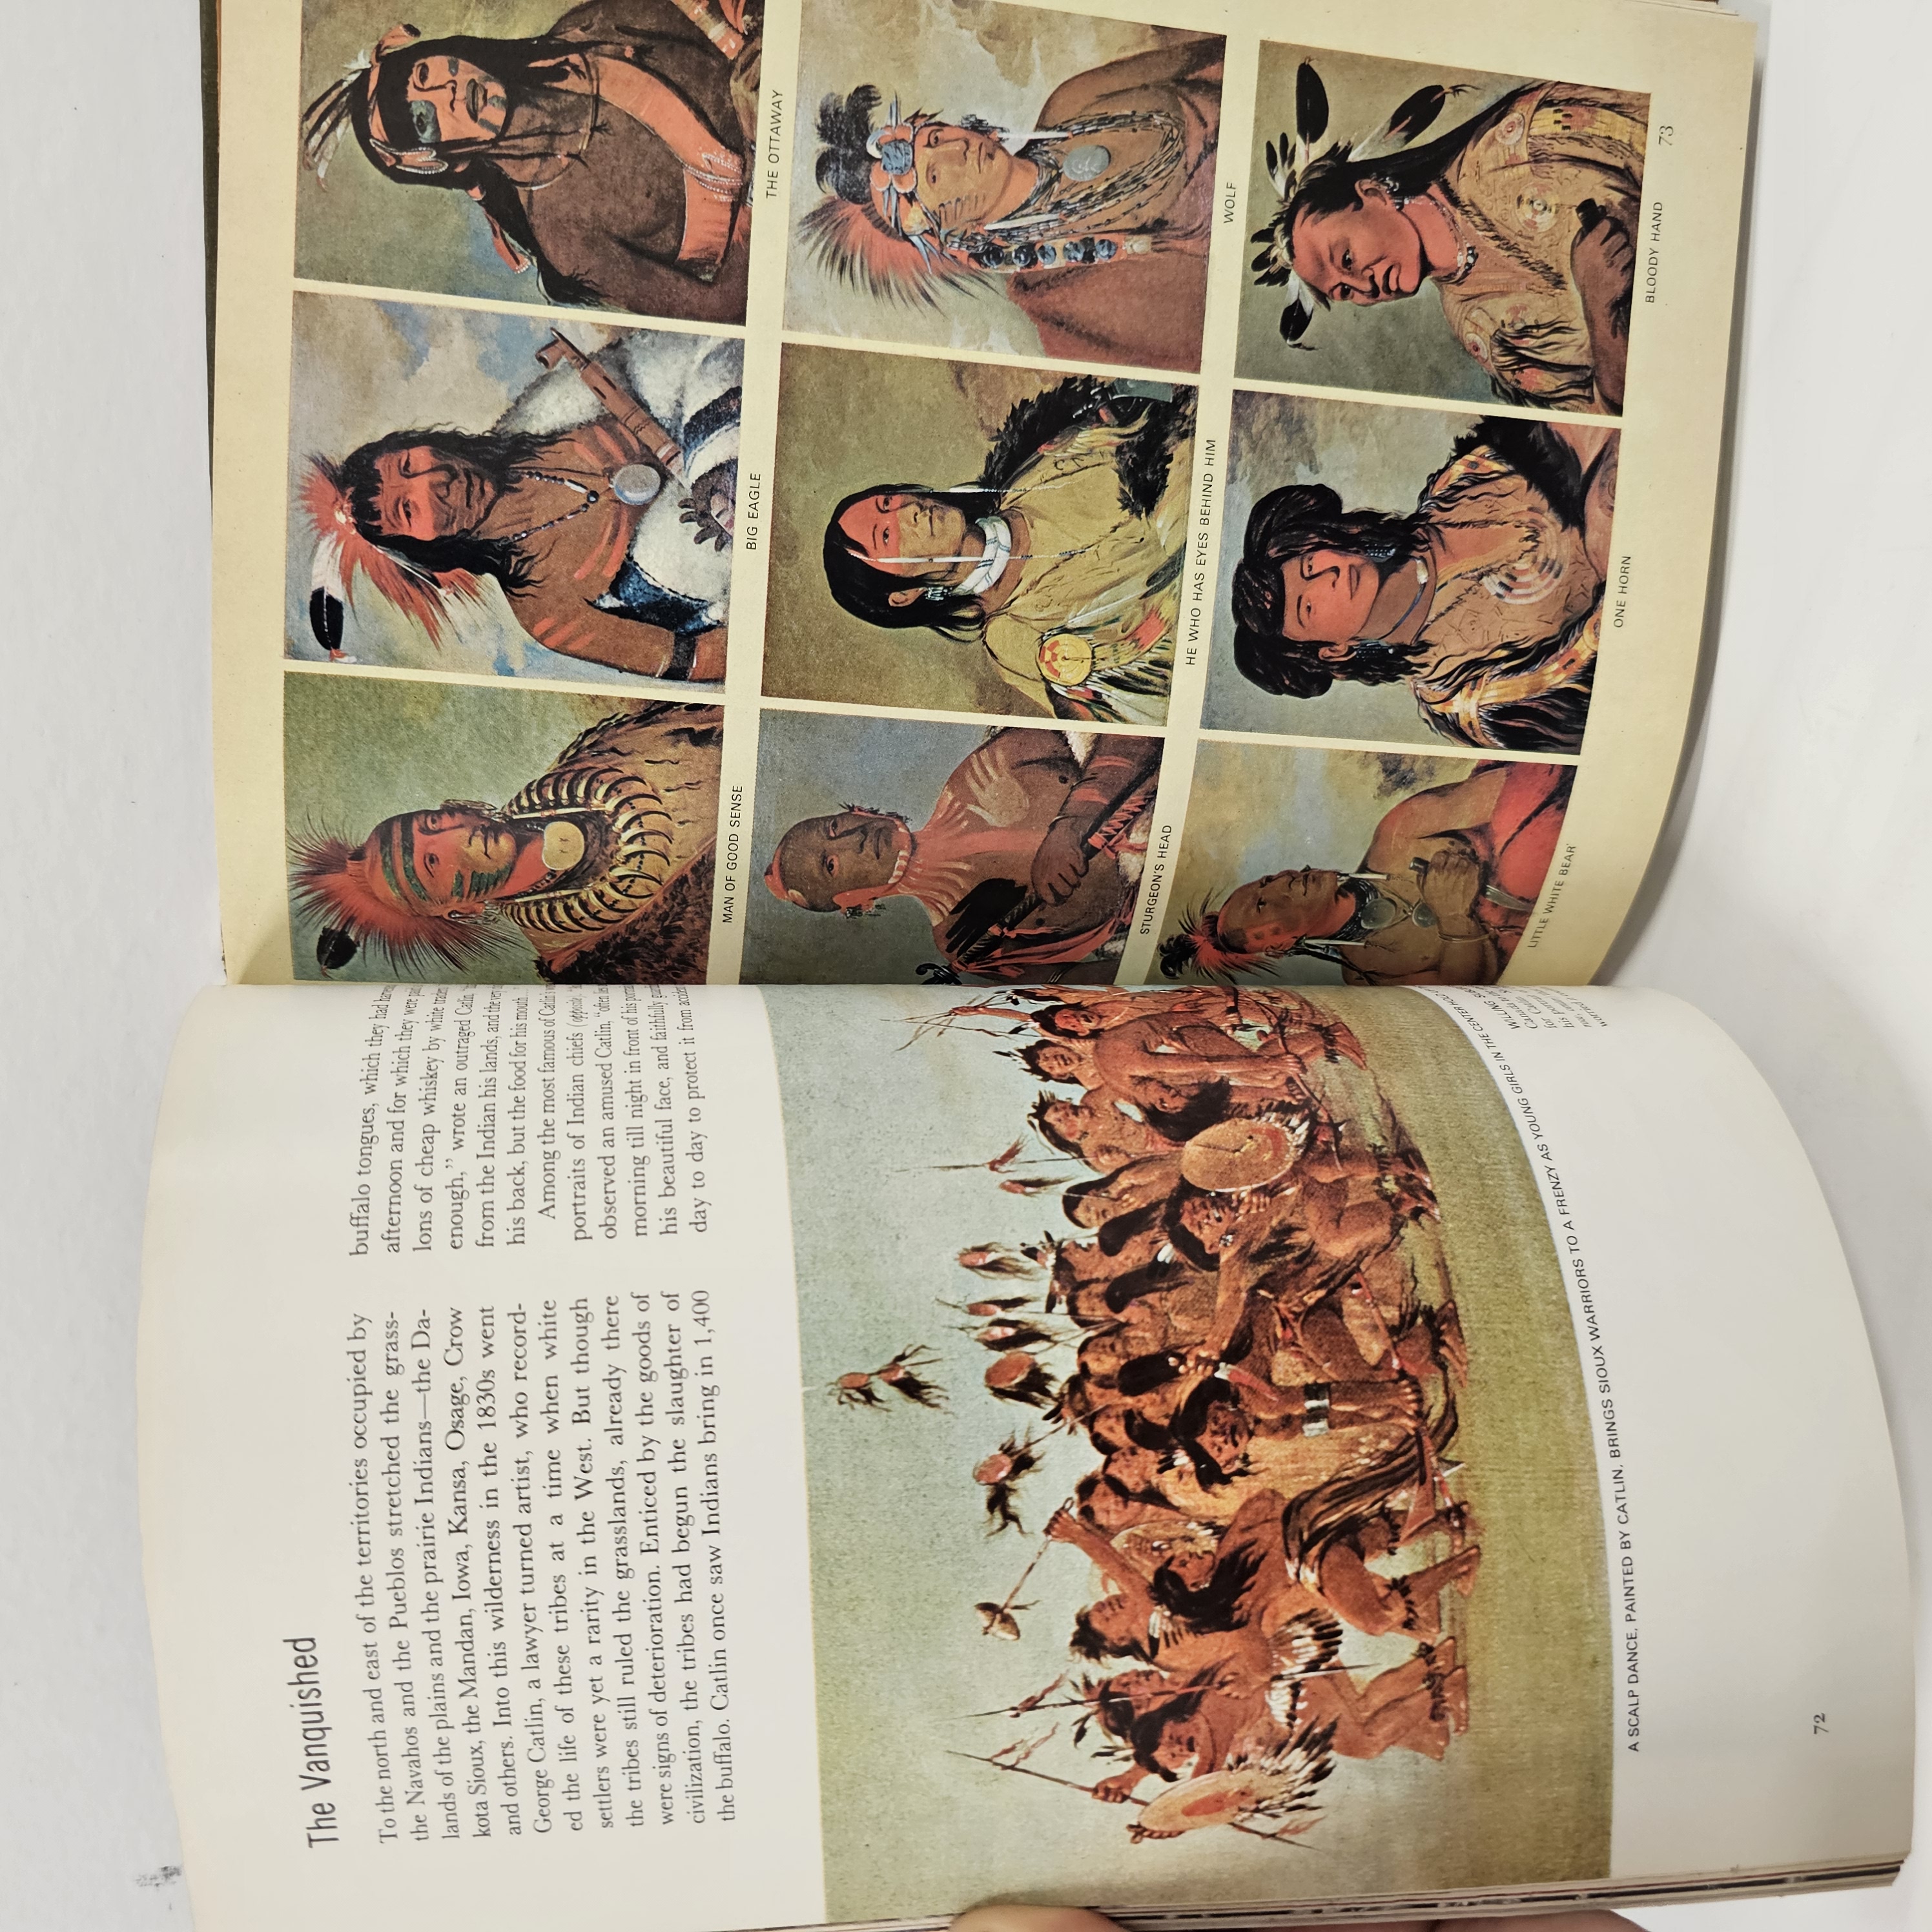 The Vanquished
To the north and east of the territories occupied by
the Navahos and the Pueblos stretched the grass-
lands of the plains and the prairie Indians—the Da-
kota Sioux, the Mandan, Iowa, Kansa, Osage, Crow
and others. Into this wilderness in the 1830s went
George Catlin, a lawyer turned artist, who record-
ed the life of these tribes at a time when white
settlers were yet a rarity in the West. But though
the tribes still ruled the grasslands, already there
were signs of deterioration. Enticed by the goods of
civilization, the tribes had begun the slaughter of
the buffalo. Catlin once saw Indians bring in 1,400
buffalo tongues, which they had
afternoon and for which they were
lons of cheap whiskey by white
enough," wrote an outraged Catlin,
from the Indian his lands, and the very
his back, but the food for his mouth
Among the most famous of Catlin's
portraits of Indian chiefs (opposite).
observed an amused Catlin, "often
morning till night in front of his
his beautiful face, and faithfully
day to day to protect it from
A SCALP DANCE, PAINTED BY CATLIN, BRINGS SIOUX WARRIORS TO A FRENZY AS YOUNG GIRLS IN THE CENTER HOLD
WILLING
for Catlin
his
72
MAN OF GOOD SENSE
BIG EAGLE
THE OTTAWAY
STURGEON'S HEAD
HE WHO HAS EYES BEHIND HIM
WOLF
LITTLE WHITE BEAR
ONE HORN
BLOODY HAND
73